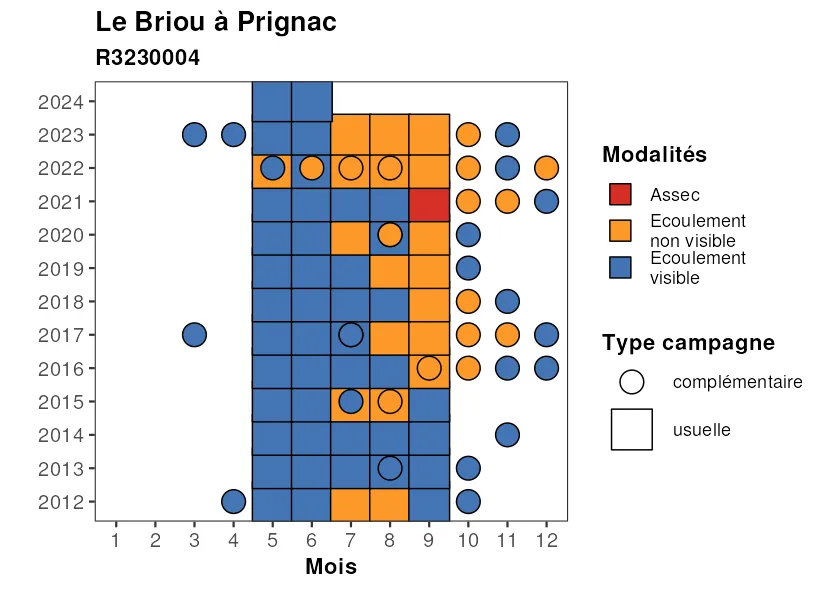 Le Briou à Prignac
R3230004
2024
2023
2022
2021
2020
2019
2018
2017
2016
2015
2014
2013
2012
1 2 3 4 5 6 7 8 9 10 11 12
Mois
Modalités
Assec
Ecoulement
non visible
Ecoulement
visible
Type campagne
complémentaire
usuelle